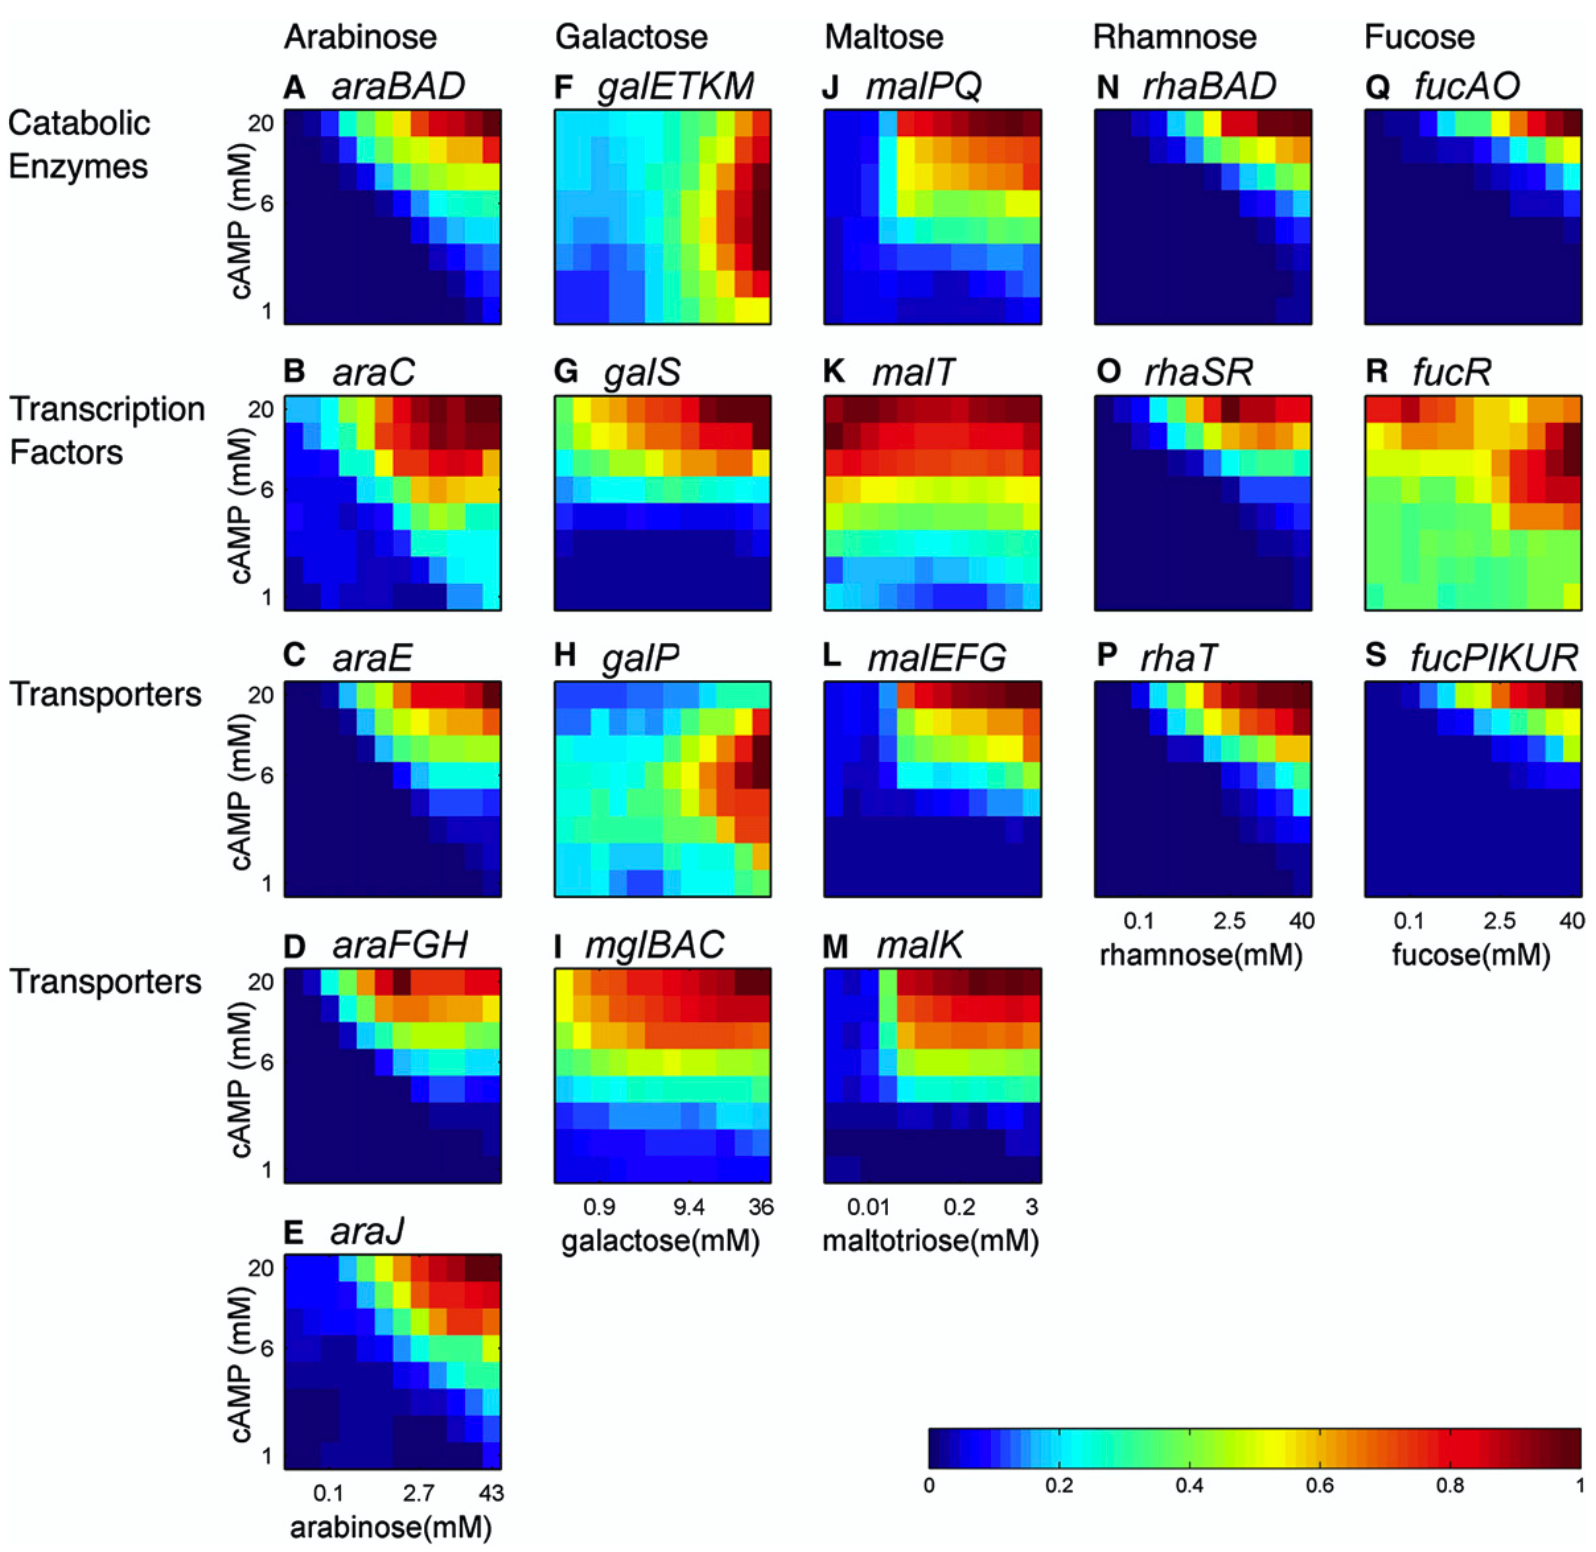 Arabinose Galactose Maltose Rhamnose Fucose
A araBAD F galETKM J malPQ N rhaBAD Q fucAO
Catabolic
Enzymes
20
6
1
cAMP (mM)
B araC G galS K malT O rhaSR R fucR
Transcription
Factors
20
6
1
cAMP (mM)
C araE H galP L malEFG P rhaT S fucPIKUR
Transporters
20
6
1
cAMP (mM)
0.1 2.5 40 0.1 2.5 40
rhamnose(mM) fucose(mM)
D araFGH I mglBAC M malK
Transporters
20
6
1
cAMP (mM)
0.9 9.4 36 0.01 0.2 3
galactose(mM) maltotriose(mM)
E araJ
20
6
1
cAMP (mM)
0.1 2.7 43
arabinose(mM)
0 0.2 0.4 0.6 0.8 1